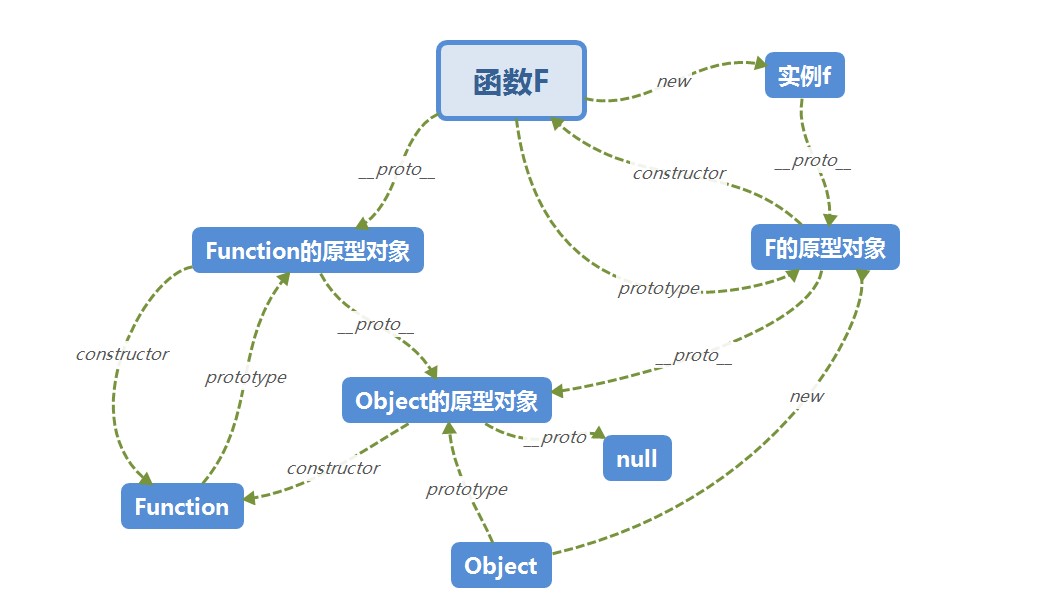 函数F
new
实例f
__proto__
constructor
__proto__
Function的原型对象
F的原型对象
prototype
__proto__
constructor
__proto__
prototype
Object的原型对象
new
__proto
null
constructor
prototype
Function
Object